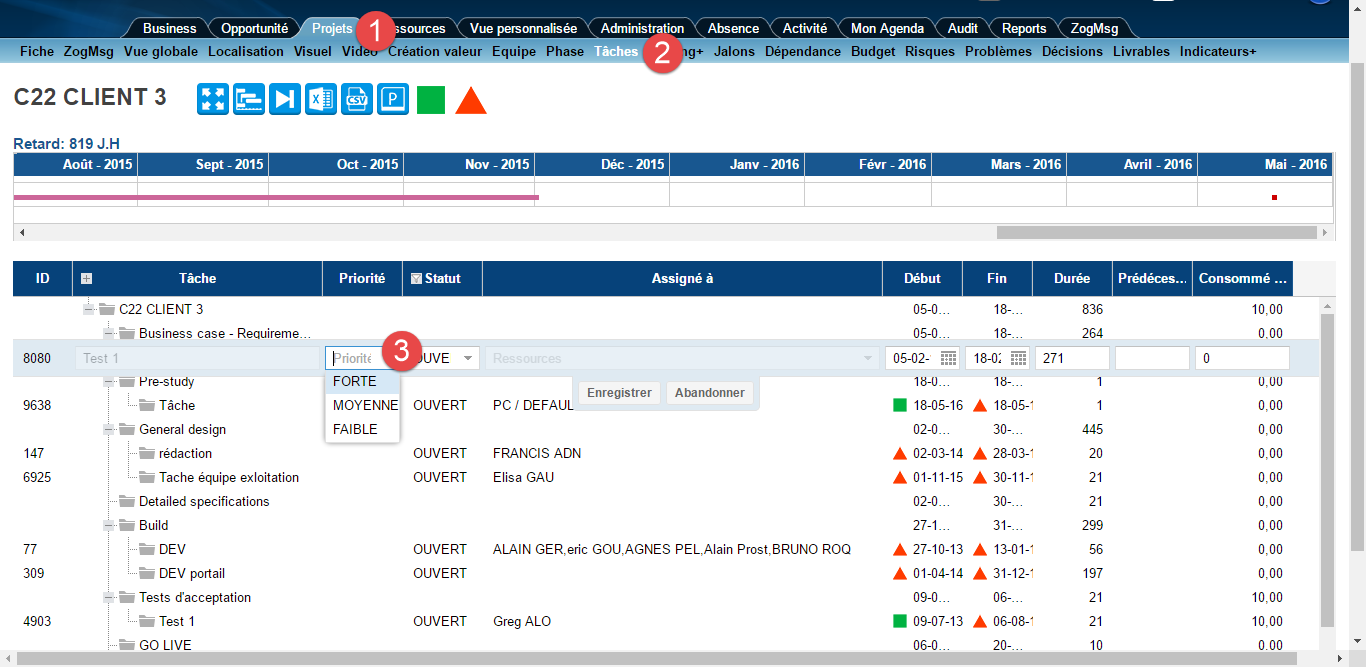 Business Opportunité Projets ssources Vue personnalisée Administration Absence Activité Mon Agenda Audit Reports ZogMsg
1
Fiche ZogMsg Vue globale Localisation Visuel Vidéo Création valeur Equipe Phase Tâches ng+ Jalons Dépendance Budget Risques Problèmes Décisions Livrables Indicateurs+
2
C22 CLIENT 3
Retard: 819 J.H
Août - 2015 Sept - 2015 Oct - 2015 Nov - 2015 Déc - 2015 Janv - 2016 Févr - 2016 Mars - 2016 Avril - 2016 Mai - 2016
ID Tâche Priorité Statut Assigné à Début Fin Durée Prédéces... Consommé ...
C22 CLIENT 3 05-0... 18-... 836 10,00
Business case - Requireme... 05-0... 18-... 264 0,00
3
8080 Test 1 Priorité OUVE Ressources 05-02- 18-02 271 0
Pre-study 18-0... 18-... 1 0,00
FORTE
Enregistrer Abandonner
9638 Tâche MOYENNE OUVERT PC / DEFAUL 18-05-16 18-05-1 1 0,00
General design FAIBLE 02-0... 30-... 445 0,00
147 rédaction OUVERT FRANCIS ADN 02-03-14 28-03-1 20 0,00
6925 Tache équipe exloitation OUVERT Elisa GAU 01-11-15 30-11-1 21 0,00
Detailed specifications 02-0... 30-... 21 0,00
Build 27-1... 31-... 299 0,00
77 DEV OUVERT ALAIN GER,eric GOU,AGNES PEL,Alain Prost,BRUNO ROQ 27-10-13 13-01-1 56 0,00
309 DEV portail OUVERT 01-04-14 31-12-1 197 0,00
Tests d'acceptation 09-0... 06-... 21 10,00
4903 Test 1 OUVERT Greg ALO 09-07-13 06-08-1 21 10,00
GO LIVE 06-0... 20-... 10 0,00